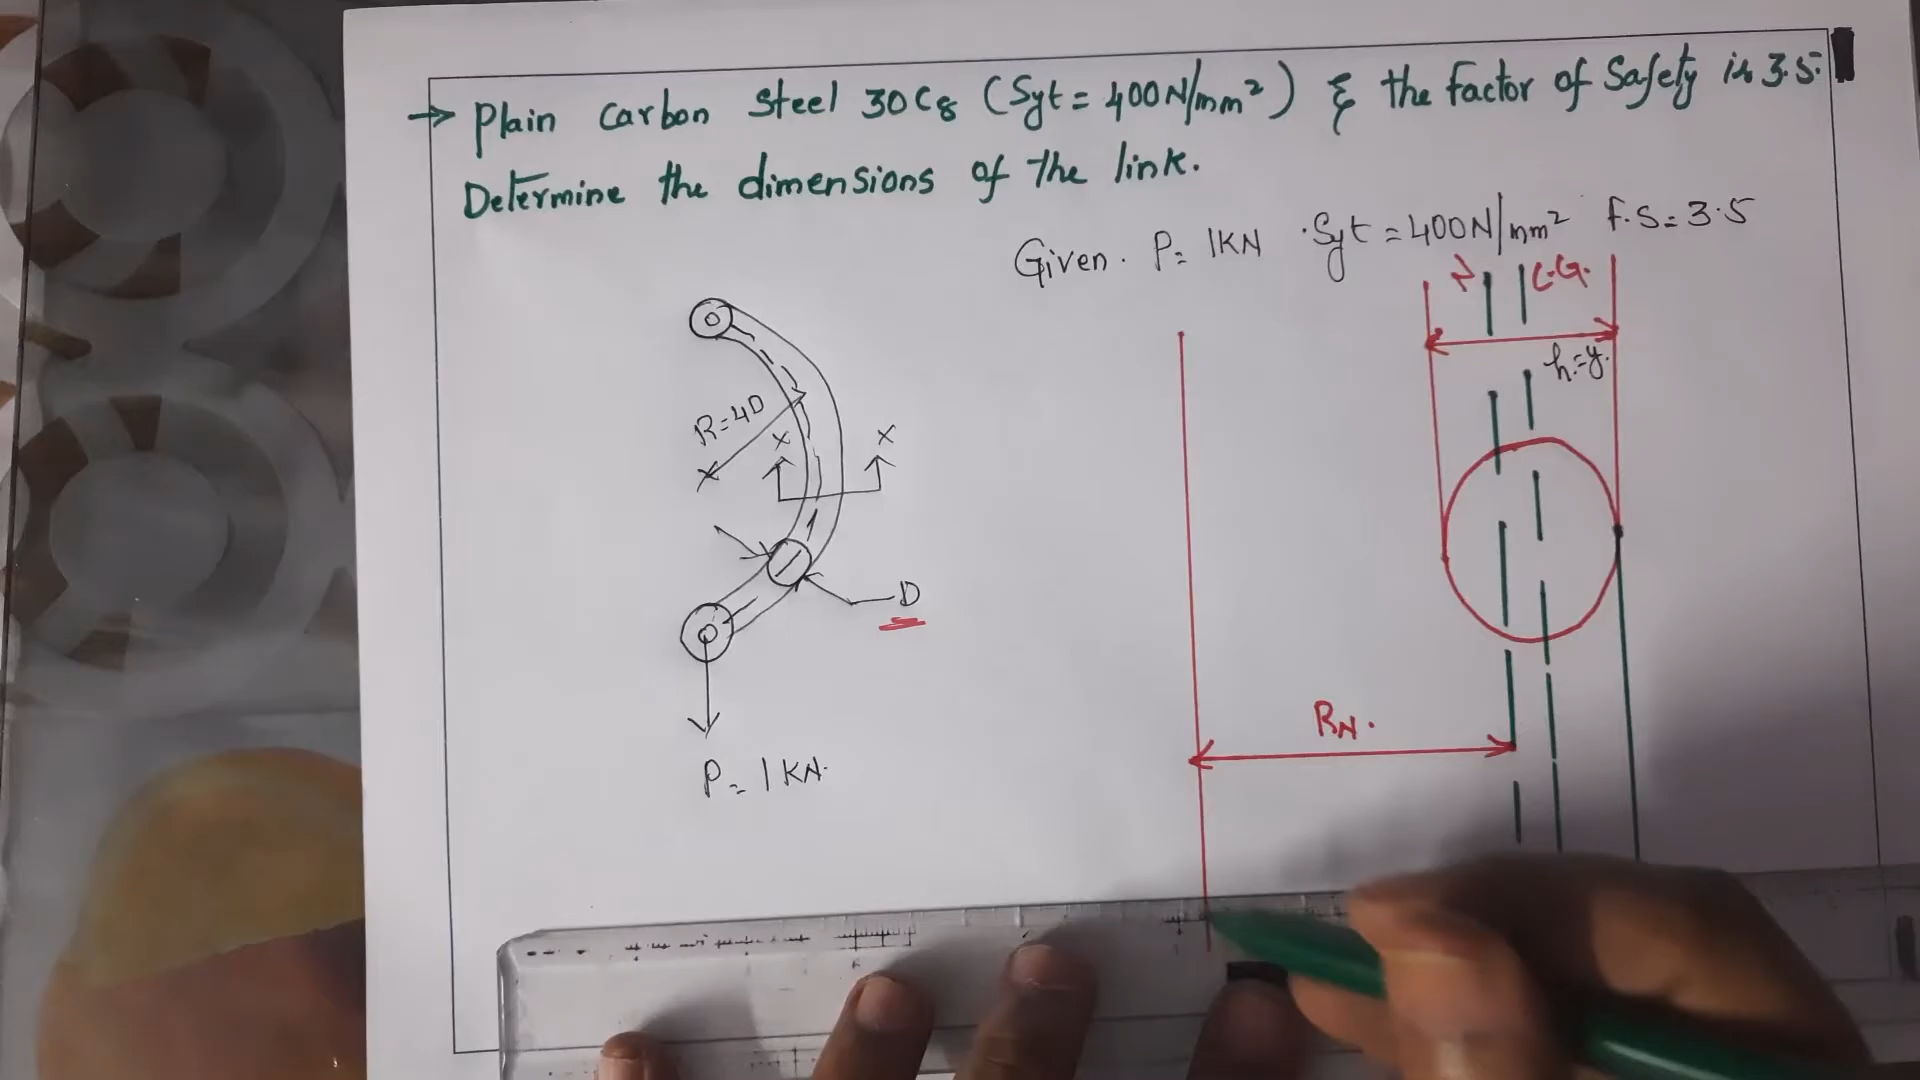 → Plain carbon steel 30C8 (Syt = 400N/mm²) & the factor of Safety is 3.5.
Determine the dimensions of the link.
Given. P= 1KN Syt = 400N/mm² F.S= 3.5
N C.G.
h=y.
R=4D
X X
D
RN.
P= 1KN.